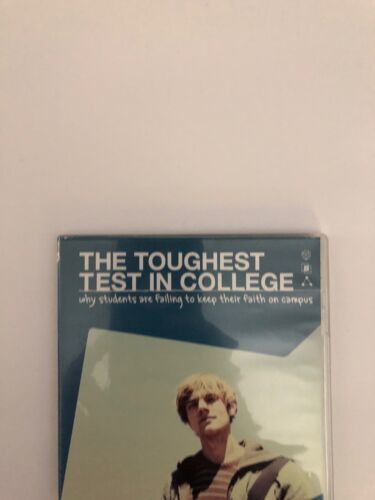 THE TOUGHEST
TEST IN COLLEGE
why students are failing to keep their faith on campus